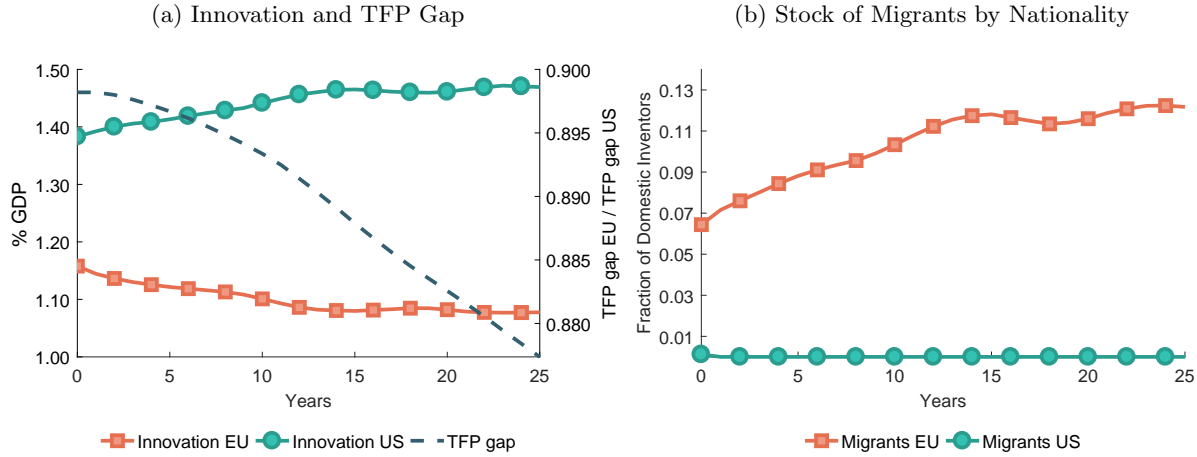 (a) Innovation and TFP Gap
1.50
1.40
1.30
1.20
1.10
1.00
% GDP
0.900
0.895
0.890
0.885
0.880
TFP gap EU / TFP gap US
0 5 10 15 20 25
Years
Innovation EU Innovation US TFP gap
(b) Stock of Migrants by Nationality
0.13
0.11
0.09
0.07
0.05
0.03
0.01
Fraction of Domestic Inventors
0 5 10 15 20 25
Years
Migrants EU Migrants US